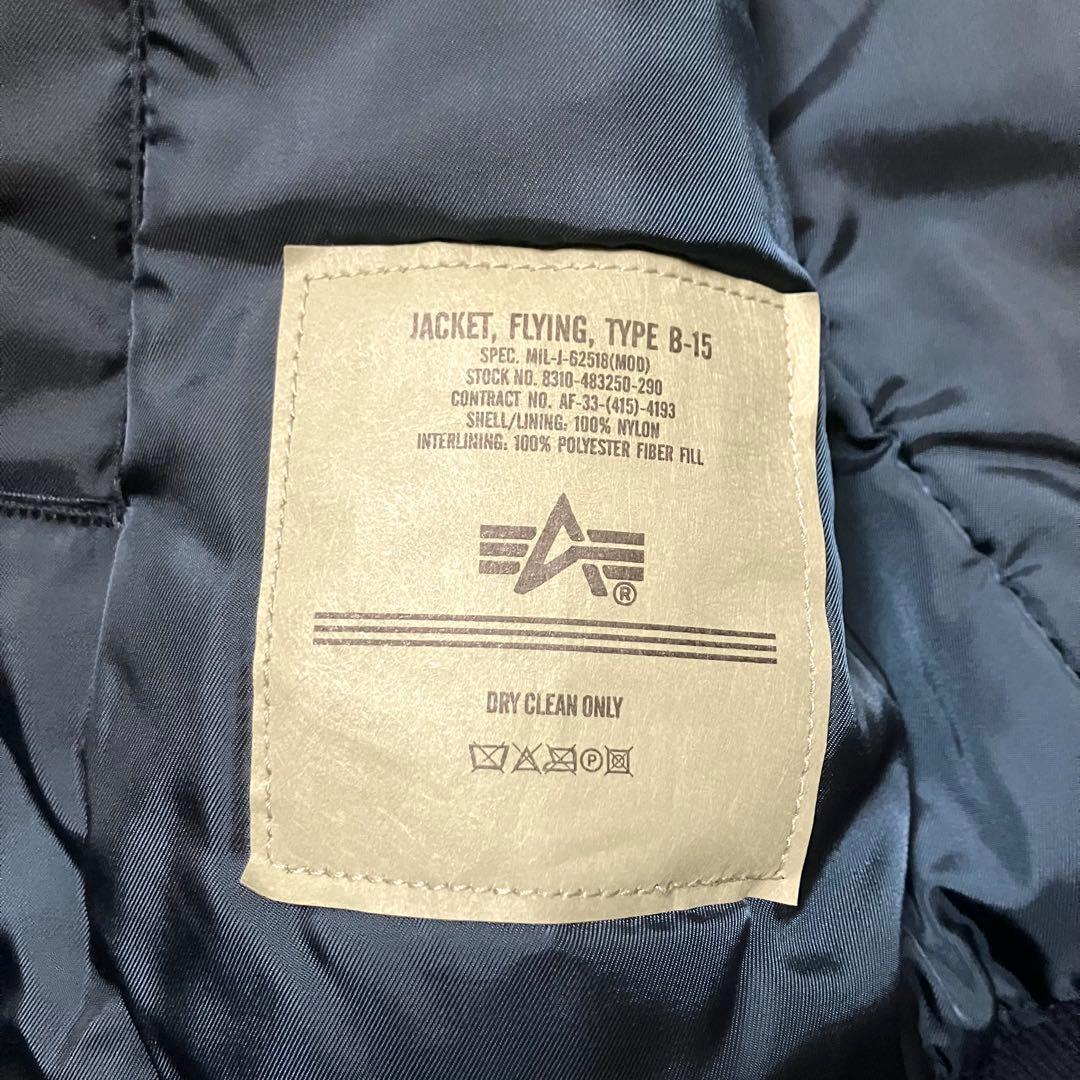 JACKET, FLYING, TYPE B-15
SPEC. MIL-J-62518(MOD)
STOCK NO. 8310-483250-290
CONTRACT NO. AF-33-(415)-4193
SHELL/LINING: 100% NYLON
INTERLINING: 100% POLYESTER FIBER FILL
®
DRY CLEAN ONLY
P